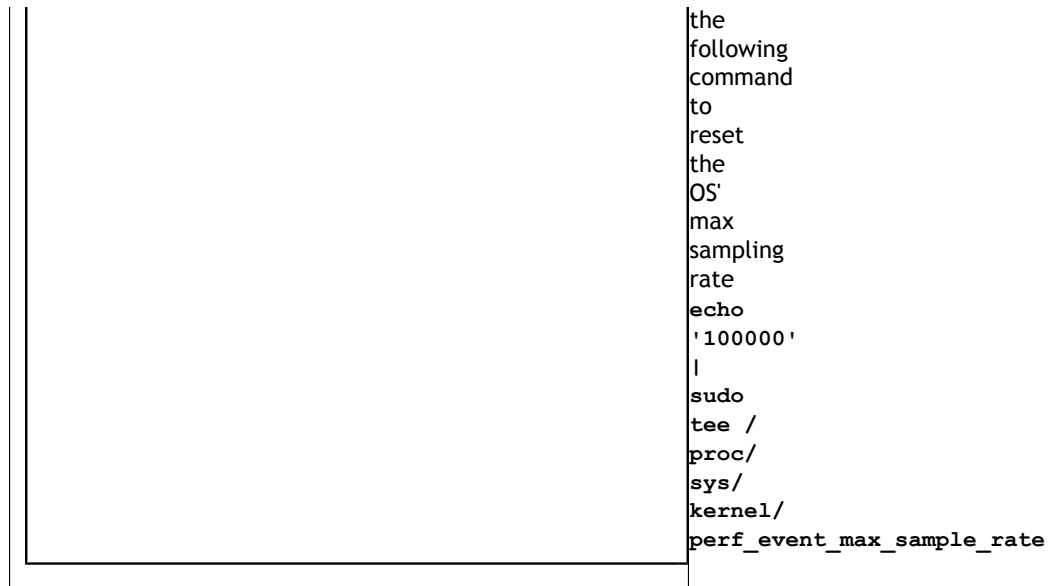 the
following
command
to
reset
the
OS'
max
sampling
rate
echo
'100000'
|
sudo
tee /
proc/
sys/
kernel/
perf_event_max_sample_rate